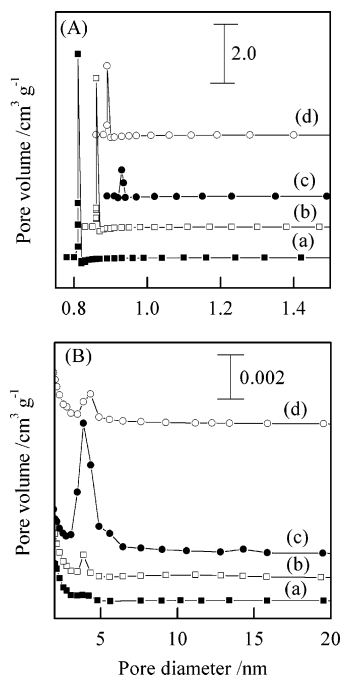 (A)
2.0
(d)
(c)
(b)
(a)
Pore volume /cm³ g⁻¹
0.8 1.0 1.2 1.4
(B)
0.002
(d)
(c)
(b)
(a)
Pore volume /cm³ g⁻¹
5 10 15 20
Pore diameter /nm